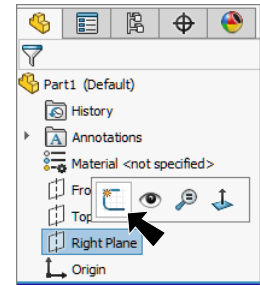 Part1 (Default)
History
Annotations
Material <not specified>
Fro
Top
Right Plane
Origin